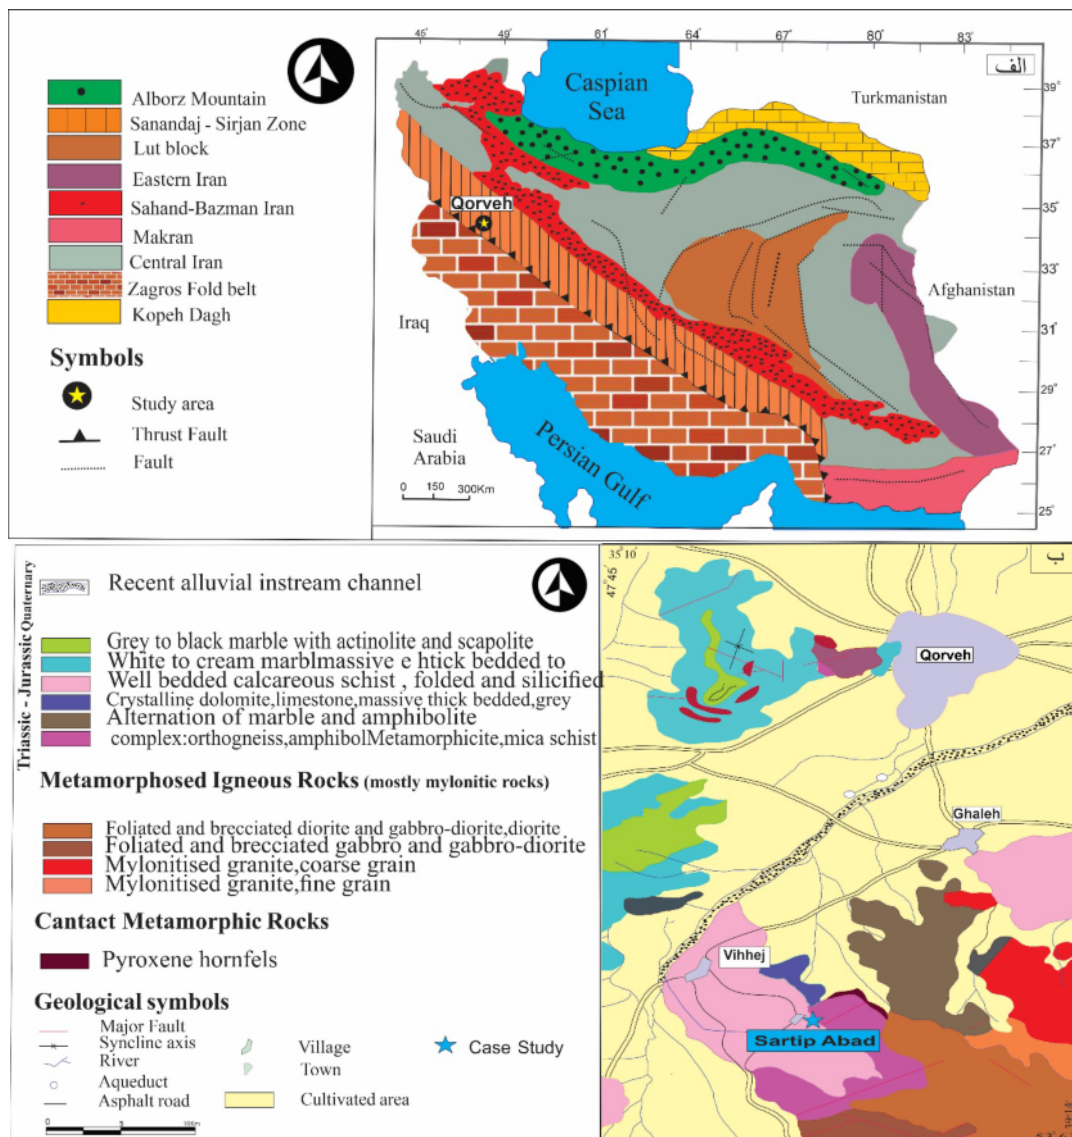 45°
49°
61°
64°
67°
80°
83°
الف
Caspian
Sea
Turkmanistan
39°
37°
35°
33°
31°
29°
27°
25°
Alborz Mountain
Sanandaj - Sirjan Zone
Lut block
Eastern Iran
Sahand-Bazman Iran
Makran
Central Iran
Zagros Fold belt
Kopeh Dagh
Qorveh
Afghanistan
Iraq
Symbols
Study area
Thrust Fault
Fault
Saudi
Arabia
0 150 300Km
Persian Gulf
Triassic - Jurassic Quaternary
Recent alluvial instream channel
Grey to black marble with actinolite and scapolite
White to cream marblmassive e htick bedded to
Well bedded calcareous schist , folded and silicified
Crystalline dolomite,limestone,massive thick bedded,grey
Alternation of marble and amphibolite
complex:orthogneiss,amphibolMetamorphicite,mica schist
Metamorphosed Igneous Rocks (mostly mylonitic rocks)
Foliated and brecciated diorite and gabbro-diorite,diorite
Foliated and brecciated gabbro and gabbro-diorite
Mylonitised granite,coarse grain
Mylonitised granite,fine grain
Cantact Metamorphic Rocks
Pyroxene hornfels
Geological symbols
Major Fault
Syncline axis
River
Aqueduct
Asphalt road
Village
Town
Cultivated area
Case Study
0
35°10'
47°45'
ب
Qorveh
Ghaleh
Vihhej
Sartip Abad